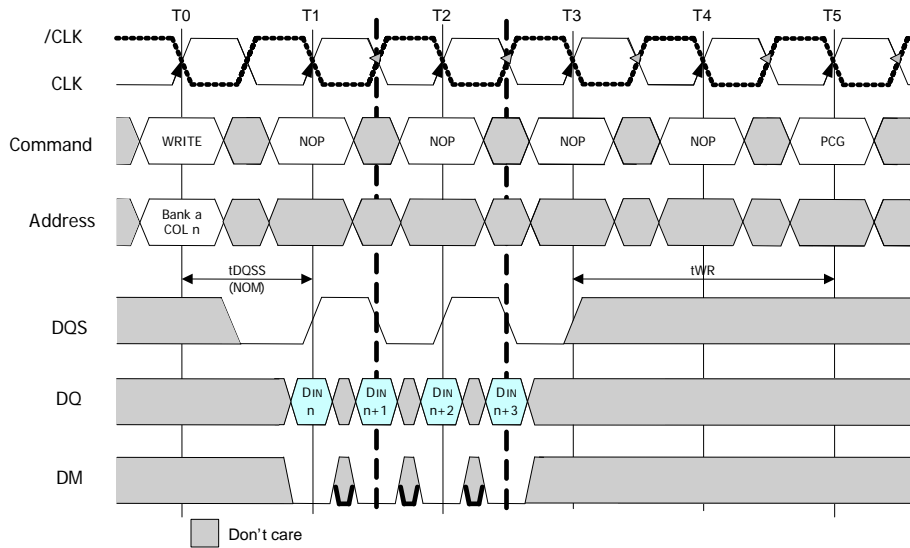 T0 T1 T2 T3 T4 T5
/CLK
CLK
Command WRITE NOP NOP NOP NOP PCG
Address Bank a
COL n
tDQSS
(NOM)
tWR
DQS
DQ DIN
n
DIN
n+1
DIN
n+2
DIN
n+3
DM
Don't care